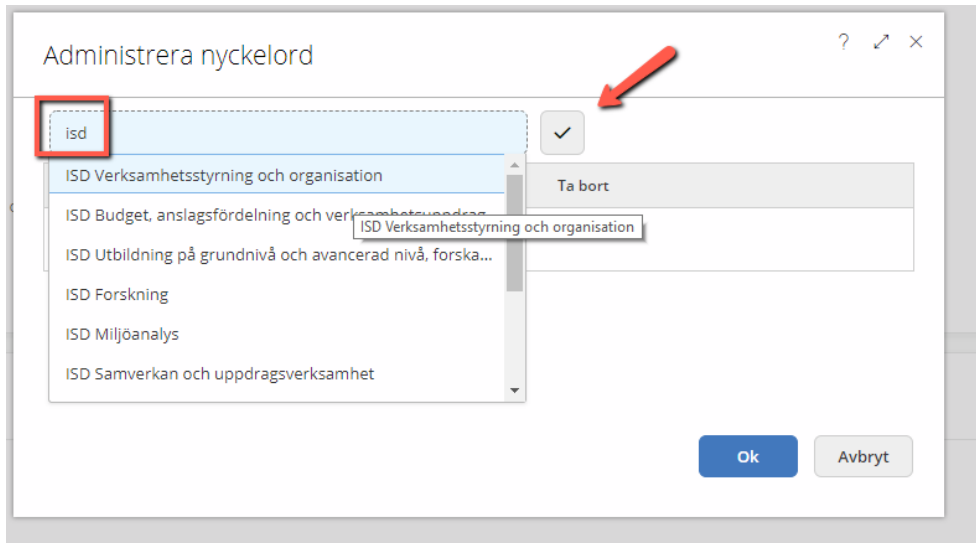 Administrera nyckelord
?
isd
ISD Verksamhetsstyrning och organisation
Ta bort
ISD Budget, anslagsfördelning och verksamhetsuppdrag
ISD Verksamhetsstyrning och organisation
ISD Utbildning på grundnivå och avancerad nivå, forska...
ISD Forskning
ISD Miljöanalys
ISD Samverkan och uppdragsverksamhet
Ok
Avbryt